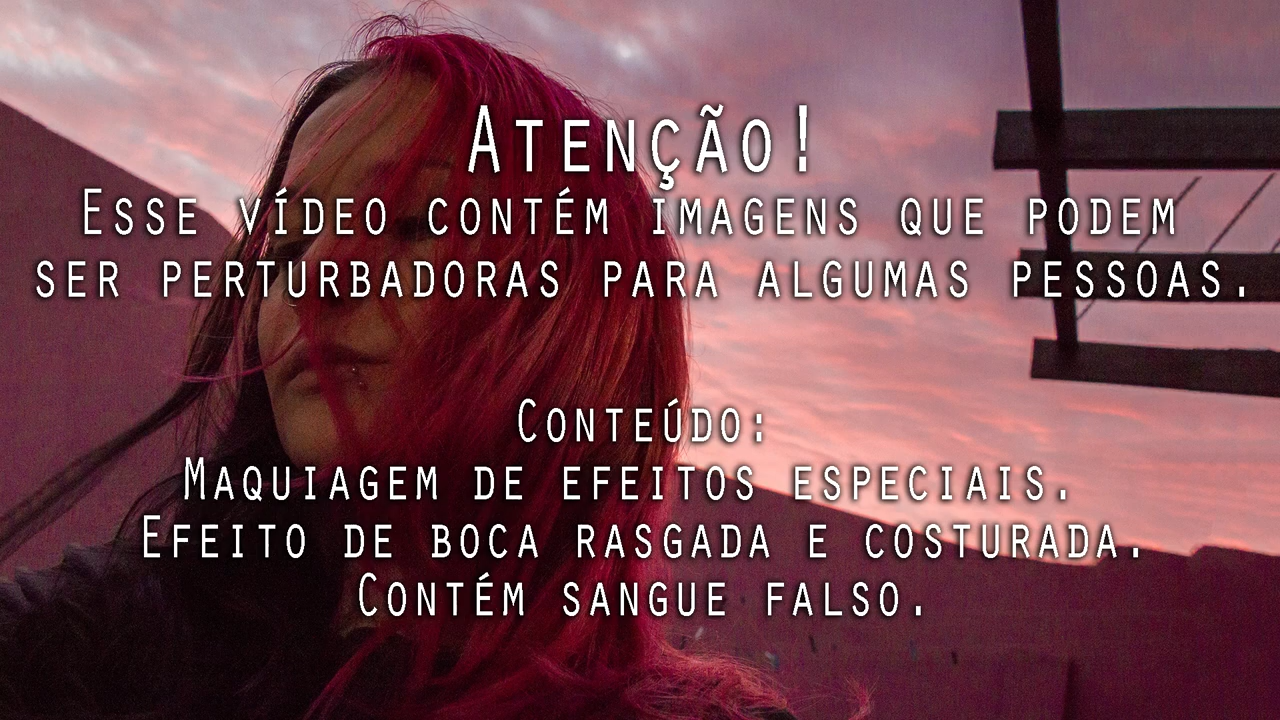 Atenção!
Esse vídeo contém imagens que podem
ser perturbadoras para algumas pessoas.
Conteúdo:
Maquiagem de efeitos especiais.
Efeito de boca rasgada e costurada.
Contém sangue falso.